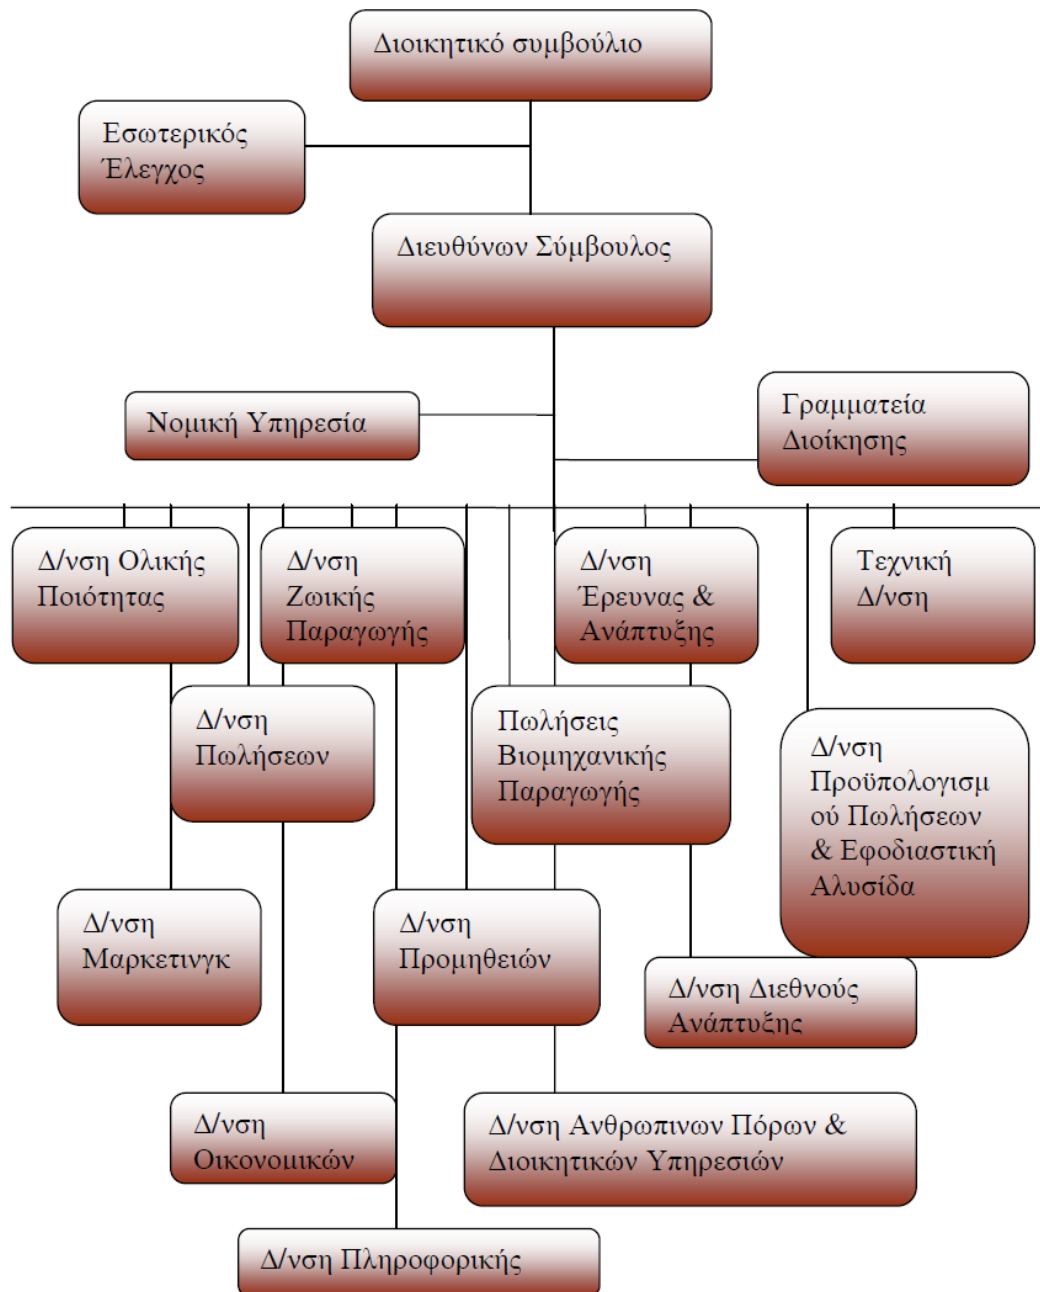 Διοικητικό συμβούλιο
Εσωτερικός
Έλεγχος
Διευθύνων Σύμβουλος
Νομική Υπηρεσία
Γραμματεία
Διοίκησης
Δ/νση Ολικής
Ποιότητας
Δ/νση
Ζωικής
Παραγωγής
Δ/νση
Έρευνας &
Ανάπτυξης
Τεχνική
Δ/νση
Δ/νση
Πωλήσεων
Πωλήσεις
Βιομηχανικής
Παραγωγής
Δ/νση
Προϋπολογισμ
ού Πωλήσεων
& Εφοδιαστική
Αλυσίδα
Δ/νση
Μαρκετινγκ
Δ/νση
Προμηθειών
Δ/νση Διεθνούς
Ανάπτυξης
Δ/νση
Οικονομικών
Δ/νση Ανθρωπινων Πόρων &
Διοικητικών Υπηρεσιών
Δ/νση Πληροφορικής